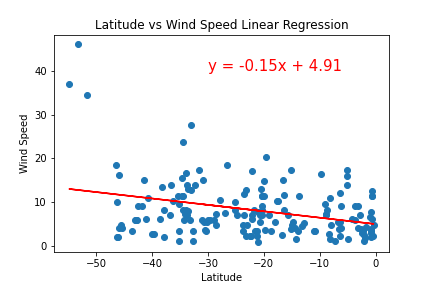 Latitude vs Wind Speed Linear Regression
y = -0.15x + 4.91
Wind Speed
40
30
20
10
0
−50
−40
−30
−20
−10
0
Latitude